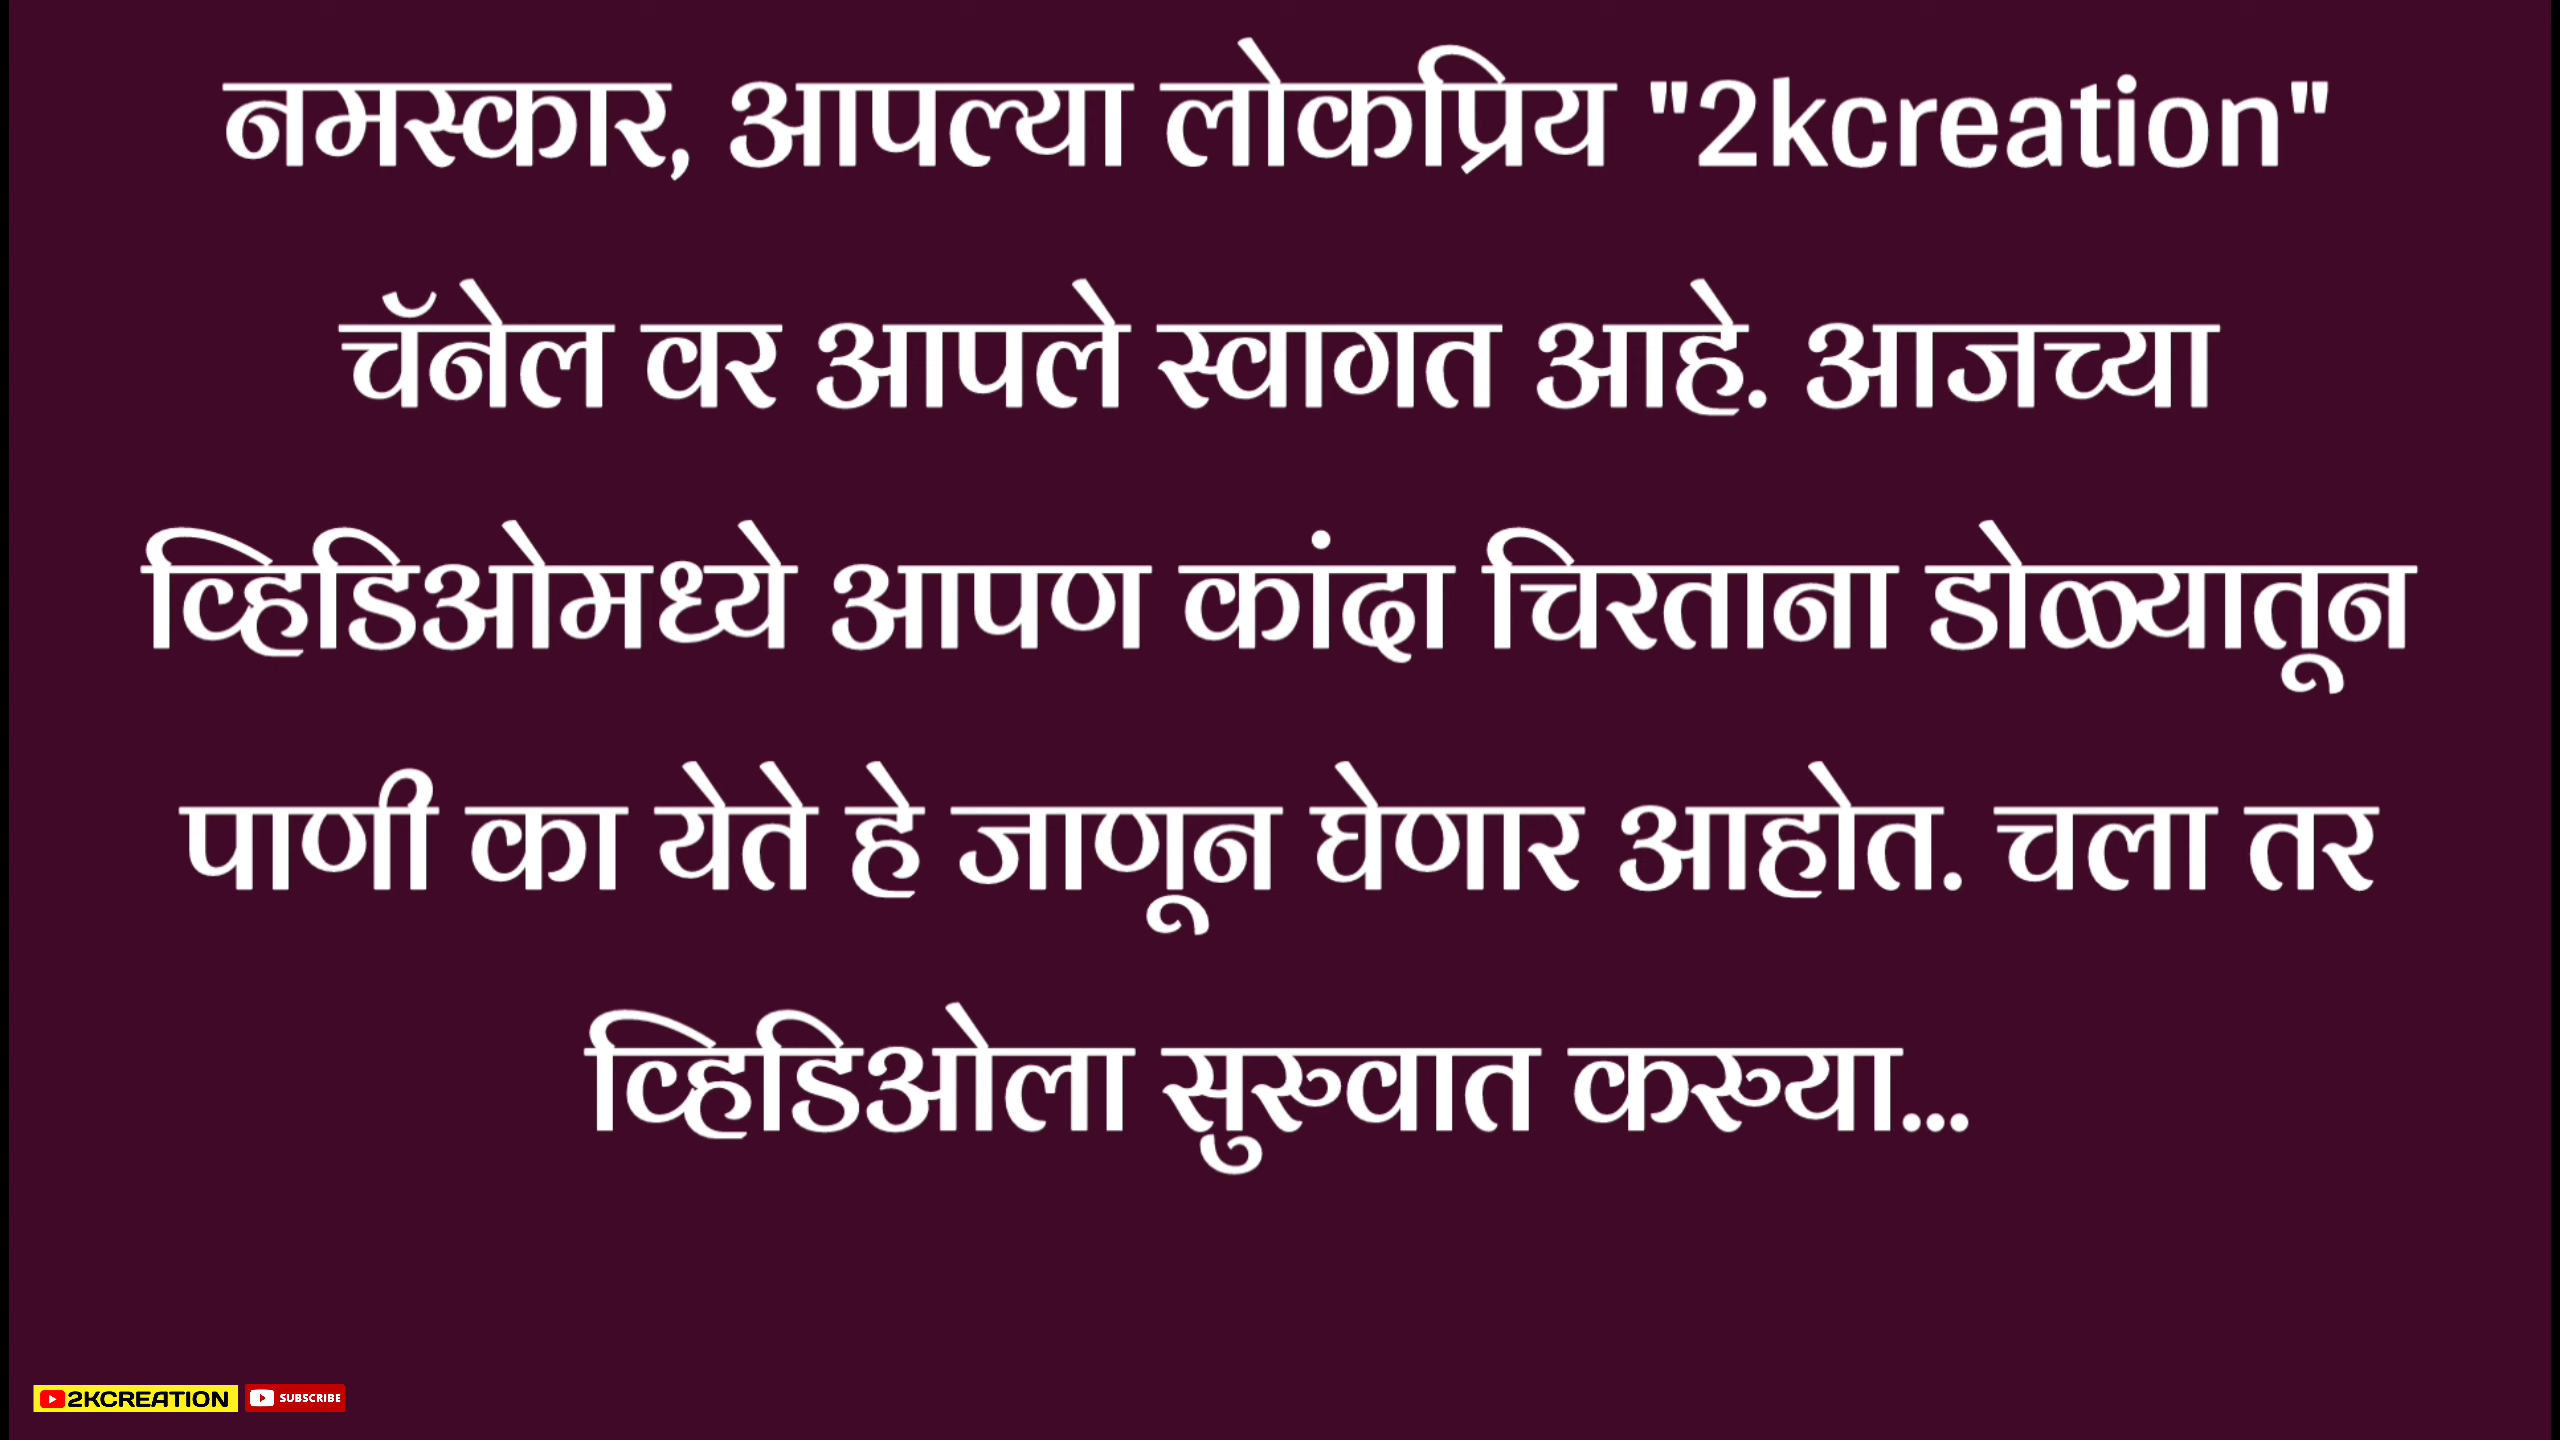 नमस्कार, आपल्या लोकप्रिय "2kcreation"
चॅनेल वर आपले स्वागत आहे. आजच्या
व्हिडिओमध्ये आपण कांदा चिरताना डोळ्यातून
पाणी का येते हे जाणून घेणार आहोत. चला तर
व्हिडिओला सुरुवात करुया...
2KCREATION SUBSCRIBE